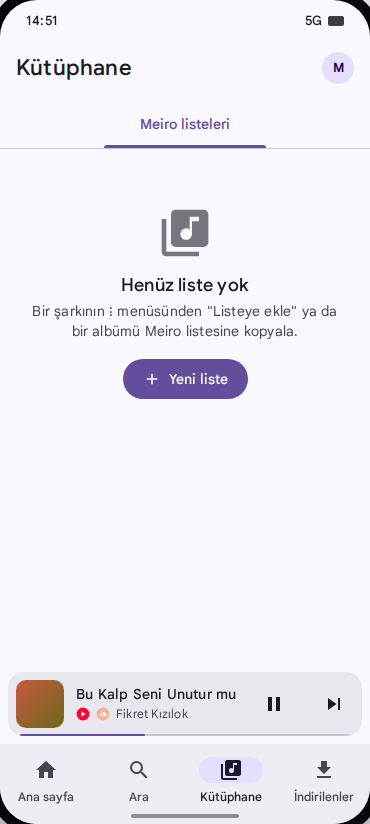 14:51
5G
Kütüphane
M
Meiro listeleri
Henüz liste yok
Bir şarkının ⋮ menüsünden "Listeye ekle" ya da
bir albümü Meiro listesine kopyala.
+ Yeni liste
Bu Kalp Seni Unutur mu
Fikret Kızılok
Ana sayfa
Ara
Kütüphane
İndirilenler